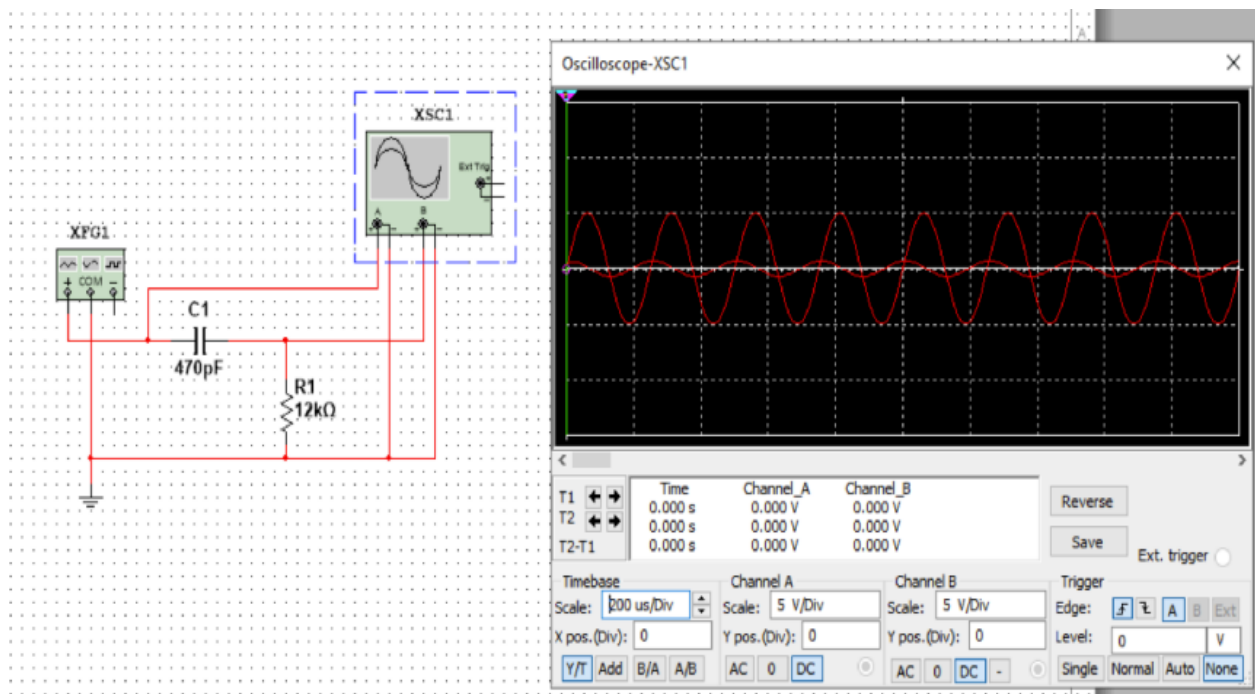 A
Oscilloscope-XSC1
XSC1
Ext Trig
A B
XFG1
COM
+ −
C1
470pF
R1
12kΩ
Time Channel_A Channel_B
T1 0.000 s 0.000 V 0.000 V
T2 0.000 s 0.000 V 0.000 V
T2-T1 0.000 s 0.000 V 0.000 V
Reverse
Save
Ext. trigger
Timebase Channel A Channel B Trigger
Scale: 200 us/Div Scale: 5 V/Div Scale: 5 V/Div Edge: A B Ext
X pos.(Div): 0 Y pos.(Div): 0 Y pos.(Div): 0 Level: 0 V
Y/T Add B/A A/B AC 0 DC AC 0 DC - Single Normal Auto None